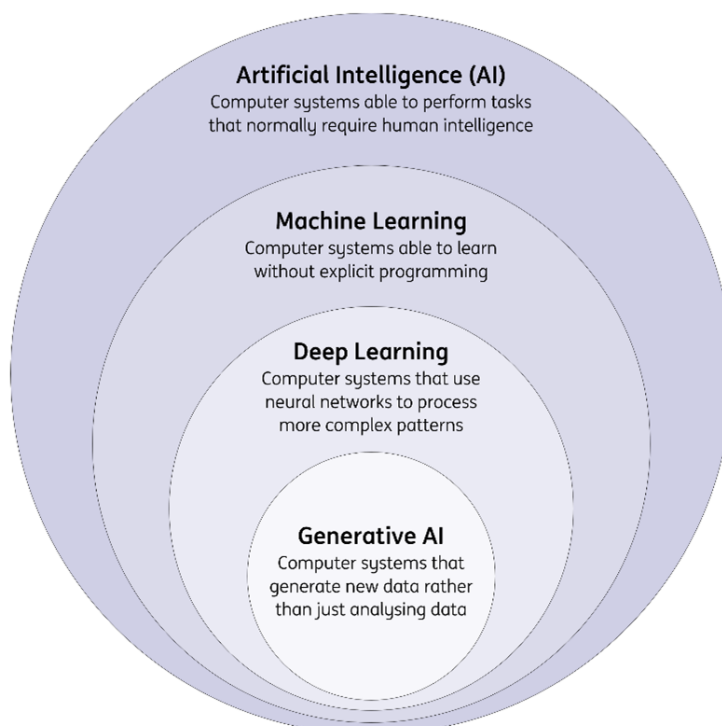 Artificial Intelligence (AI)
Computer systems able to perform tasks
that normally require human intelligence
Machine Learning
Computer systems able to learn
without explicit programming
Deep Learning
Computer systems that use
neural networks to process
more complex patterns
Generative AI
Computer systems that
generate new data rather
than just analysing data